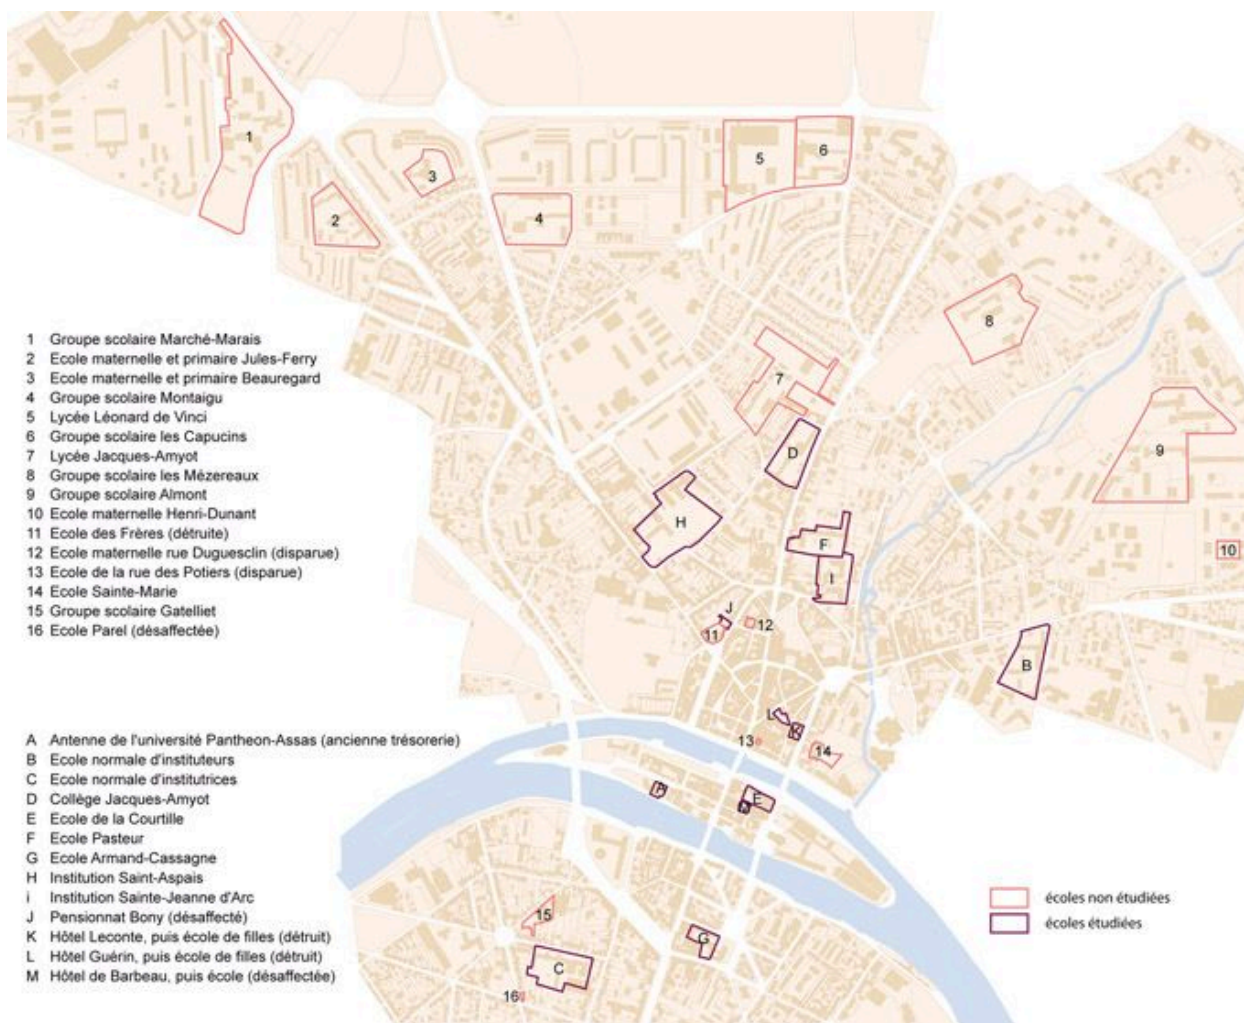 1
2
3
4
5
6
7
8
9
10
D
H
F
I
J
11
12
B
L
K
13
14
A
E
15
G
C
16
1 Groupe scolaire Marché-Marais
2 Ecole maternelle et primaire Jules-Ferry
3 Ecole maternelle et primaire Beauregard
4 Groupe scolaire Montaigu
5 Lycée Léonard de Vinci
6 Groupe scolaire les Capucins
7 Lycée Jacques-Amyot
8 Groupe scolaire les Mézereaux
9 Groupe scolaire Almont
10 Ecole maternelle Henri-Dunant
11 Ecole des Frères (détruite)
12 Ecole maternelle rue Duguesclin (disparue)
13 Ecole de la rue des Potiers (disparue)
14 Ecole Sainte-Marie
15 Groupe scolaire Gatelliet
16 Ecole Parel (désaffectée)
A Antenne de l'université Pantheon-Assas (ancienne trésorerie)
B Ecole normale d'instituteurs
C Ecole normale d'institutrices
D Collège Jacques-Amyot
E Ecole de la Courtille
F Ecole Pasteur
G Ecole Armand-Cassagne
H Institution Saint-Aspais
i Institution Sainte-Jeanne d'Arc
J Pensionnat Bony (désaffecté)
K Hôtel Leconte, puis école de filles (détruit)
L Hôtel Guérin, puis école de filles (détruit)
M Hôtel de Barbeau, puis école (désaffectée)
écoles non étudiées
écoles étudiées